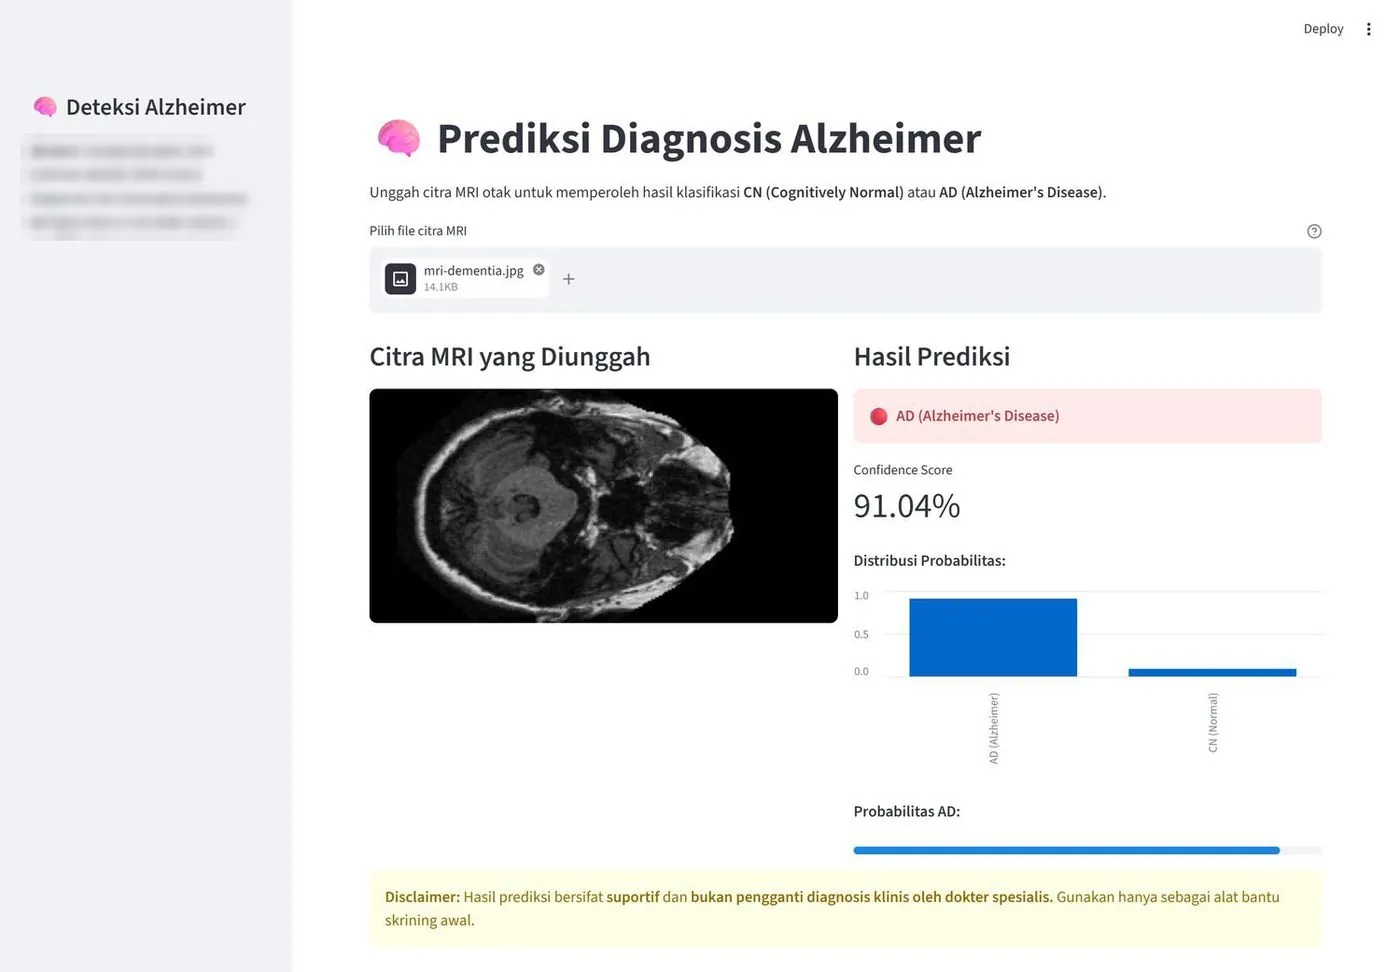 Deploy
Deteksi Alzheimer
Prediksi Diagnosis Alzheimer
Unggah citra MRI otak untuk memperoleh hasil klasifikasi CN (Cognitively Normal) atau AD (Alzheimer's Disease).
Pilih file citra MRI
mri-dementia.jpg
14.1KB
Citra MRI yang Diunggah
Hasil Prediksi
AD (Alzheimer's Disease)
Confidence Score
91.04%
Distribusi Probabilitas:
1.0
0.5
0.0
AD (Alzheimer)
CN (Normal)
Probabilitas AD:
Disclaimer: Hasil prediksi bersifat suportif dan bukan pengganti diagnosis klinis oleh dokter spesialis. Gunakan hanya sebagai alat bantu
skrining awal.